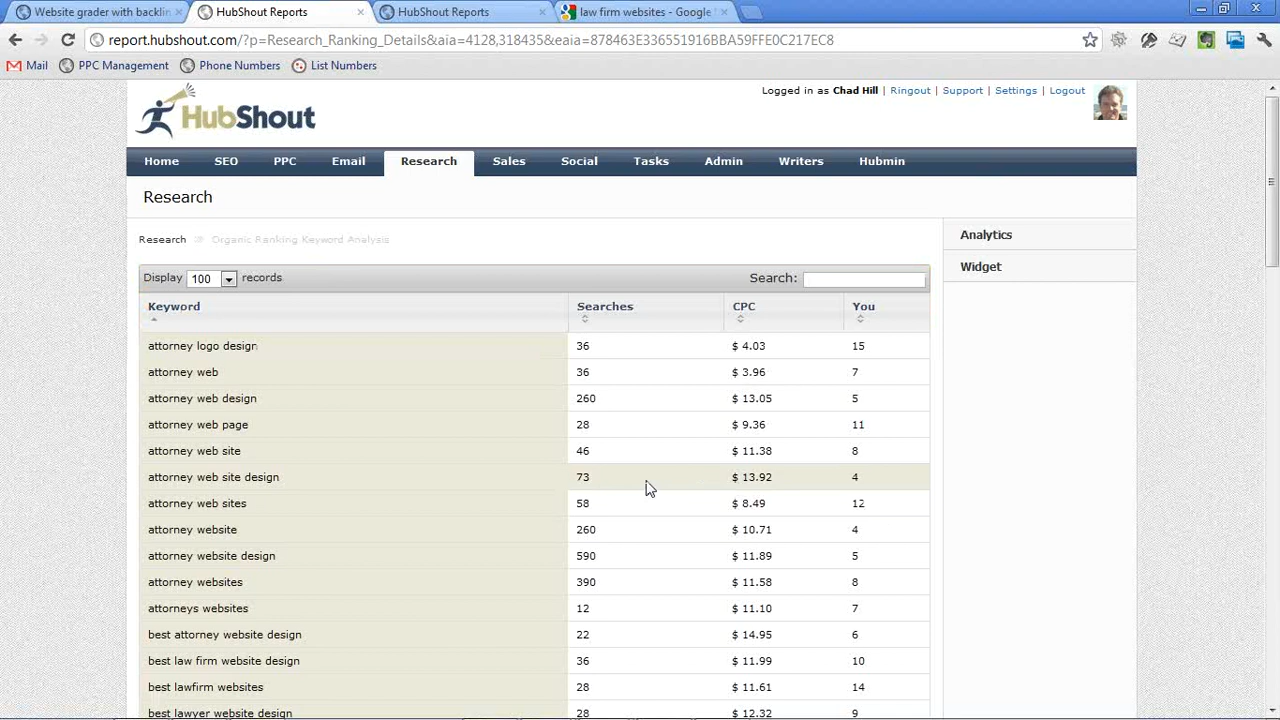 Website grader with backlin
HubShout Reports
HubShout Reports
law firm websites - Google
report.hubshout.com/?p=Research_Ranking_Details&aia=4128,318435&eaia=878463E336551916BBA59FFE0C217EC8
Mail PPC Management Phone Numbers List Numbers
HubShout
Logged in as Chad Hill | Ringout | Support | Settings | Logout
Home SEO PPC Email Research Sales Social Tasks Admin Writers Hubmin
Research
Research Organic Ranking Keyword Analysis
Analytics
Widget
Display 100 records Search:
Keyword Searches CPC You
attorney logo design 36 $ 4.03 15
attorney web 36 $ 3.96 7
attorney web design 260 $ 13.05 5
attorney web page 28 $ 9.36 11
attorney web site 46 $ 11.38 8
attorney web site design 73 $ 13.92 4
attorney web sites 58 $ 8.49 12
attorney website 260 $ 10.71 4
attorney website design 590 $ 11.89 5
attorney websites 390 $ 11.58 8
attorneys websites 12 $ 11.10 7
best attorney website design 22 $ 14.95 6
best law firm website design 36 $ 11.99 10
best lawfirm websites 28 $ 11.61 14
best lawyer website design 28 $ 12.32 9